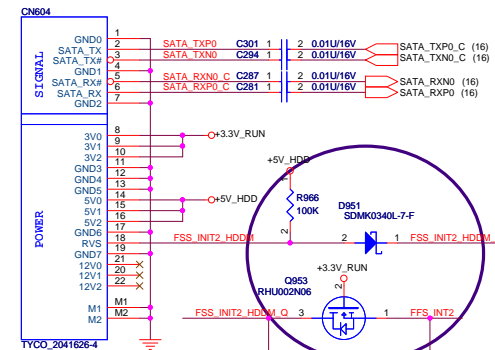 CN604
SIGNAL
GND0 1
SATA_TX 2 SATA_TXP0 C301 1 2 0.01U/16V SATA_TXP0_C (16)
SATA_TX# 3 SATA_TXN0 C294 1 2 0.01U/16V SATA_TXN0_C (16)
GND1 4
SATA_RX# 5 SATA_RXN0_C C287 1 2 0.01U/16V SATA_RXN0 (16)
SATA_RX 6 SATA_RXP0_C C281 1 2 0.01U/16V SATA_RXP0 (16)
GND2 7
POWER
3V0 8 +3.3V_RUN
3V1 9
3V2 10
GND3 11
GND4 12
GND5 13
5V0 14 +5V_HDD
5V1 15
5V2 16
GND6 17
RVS 18 FSS_INIT2_HDDM
GND7 19
12V0 21
12V1 20
12V2 22
M1 M1
M2 M2
TYCO_2041626-4
+5V_HDD
1
R966
100K
2
D951
SDMK0340L-7-F
2 1 FSS_INIT2_HDDM
+3.3V_RUN
Q953
RHU002N06
2
FSS_INIT2_HDDM_Q 3 1 FFS_INT2